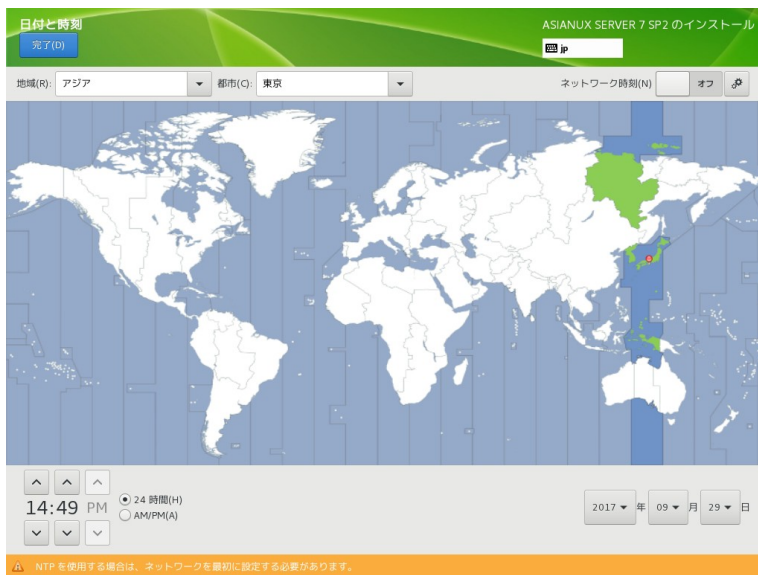 日付と時刻
ASIANUX SERVER 7 SP2 のインストール
完了(D)
jp
地域(R): アジア 都市(C): 東京 ネットワーク時刻(N) オフ
14:49 PM
24 時間(H)
AM/PM(A)
2017 年 09 月 29 日
NTP を使用する場合は、ネットワークを最初に設定する必要があります。